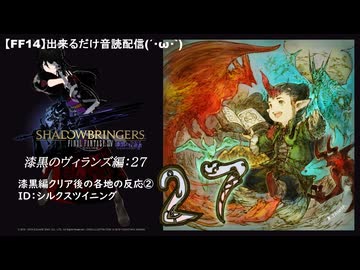 【FF14】出来るだけ音読配信(´･ω･`)
SHADOWBRINGERS
FINAL FANTASY XIV
漆黒のヴィランズ編：27
漆黒編クリア後の各地の反応②
ID：シルクスツイニング
27